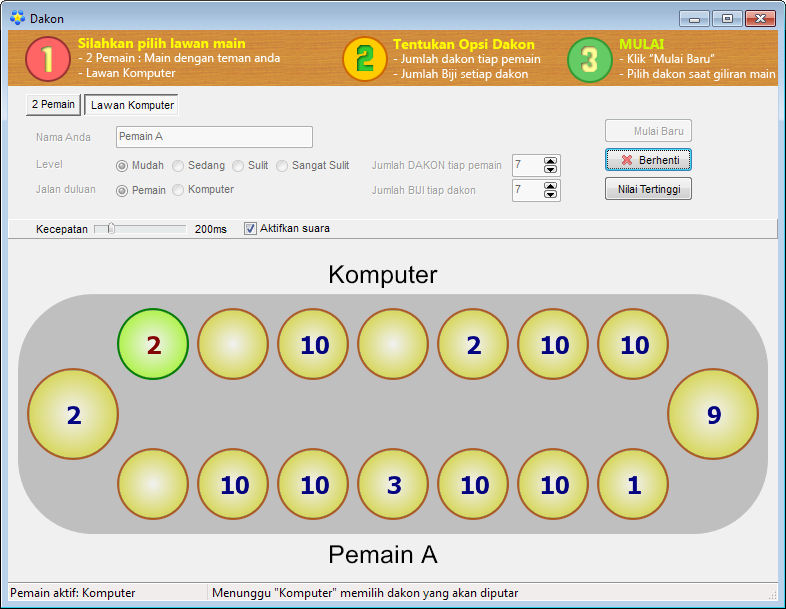 Dakon
1 Silahkan pilih lawan main
- 2 Pemain : Main dengan teman anda
- Lawan Komputer
2 Tentukan Opsi Dakon
- Jumlah dakon tiap pemain
- Jumlah Biji setiap dakon
3 MULAI
- Klik "Mulai Baru"
- Pilih dakon saat giliran main
2 Pemain Lawan Komputer
Nama Anda Pemain A Mulai Baru
Level Mudah Sedang Sulit Sangat Sulit Jumlah DAKON tiap pemain 7 Berhenti
Jalan duluan Pemain Komputer Jumlah BIJI tiap dakon 7 Nilai Tertinggi
Kecepatan 200ms Aktifkan suara
Komputer
2 10 2 10 10
2 9
10 10 3 10 10 1
Pemain A
Pemain aktif: Komputer Menunggu "Komputer" memilih dakon yang akan diputar